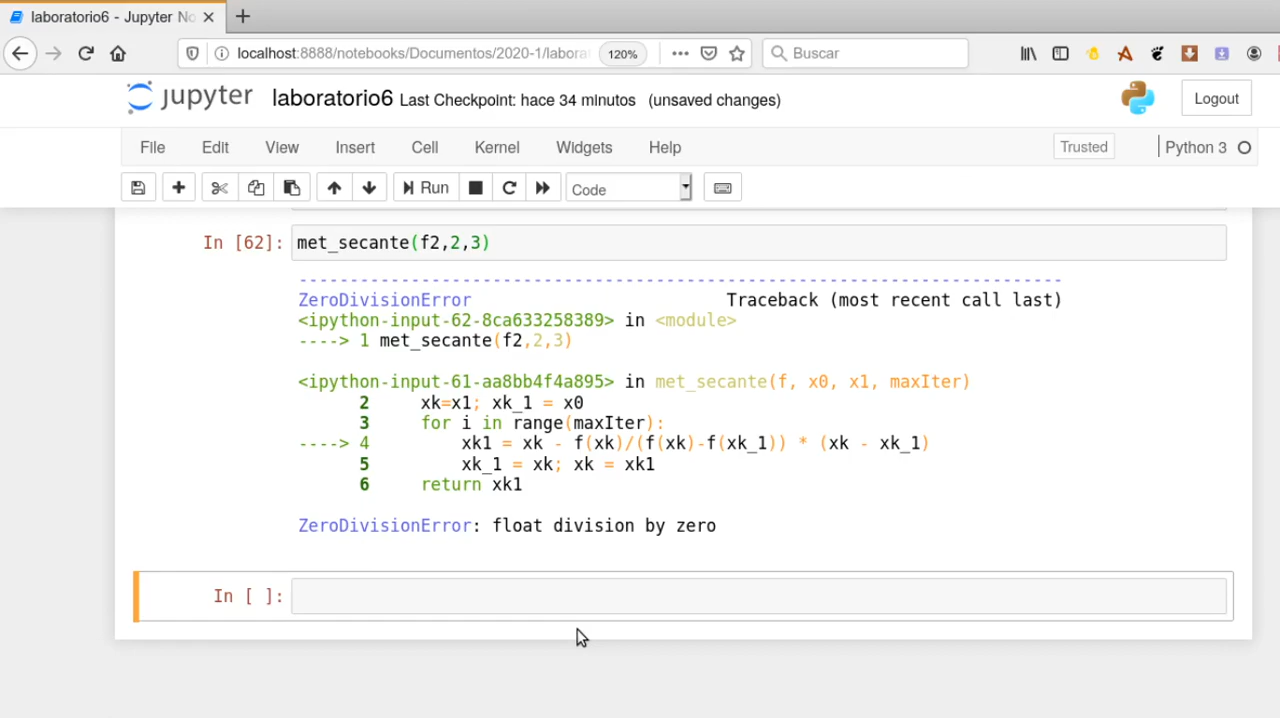 laboratorio6 - Jupyter No
localhost:8888/notebooks/Documentos/2020-1/labora
120%
Buscar
jupyter laboratorio6 Last Checkpoint: hace 34 minutos (unsaved changes)
Logout
File Edit View Insert Cell Kernel Widgets Help
Trusted
Python 3
Run
Code
In [62]: met_secante(f2,2,3)
---------------------------------------------------------------------------
ZeroDivisionError Traceback (most recent call last)
<ipython-input-62-8ca633258389> in <module>
----> 1 met_secante(f2,2,3)
<ipython-input-61-aa8bb4f4a895> in met_secante(f, x0, x1, maxIter)
2 xk=x1; xk_1 = x0
3 for i in range(maxIter):
----> 4 xk1 = xk - f(xk)/(f(xk)-f(xk_1)) * (xk - xk_1)
5 xk_1 = xk; xk = xk1
6 return xk1
ZeroDivisionError: float division by zero
In [ ]: